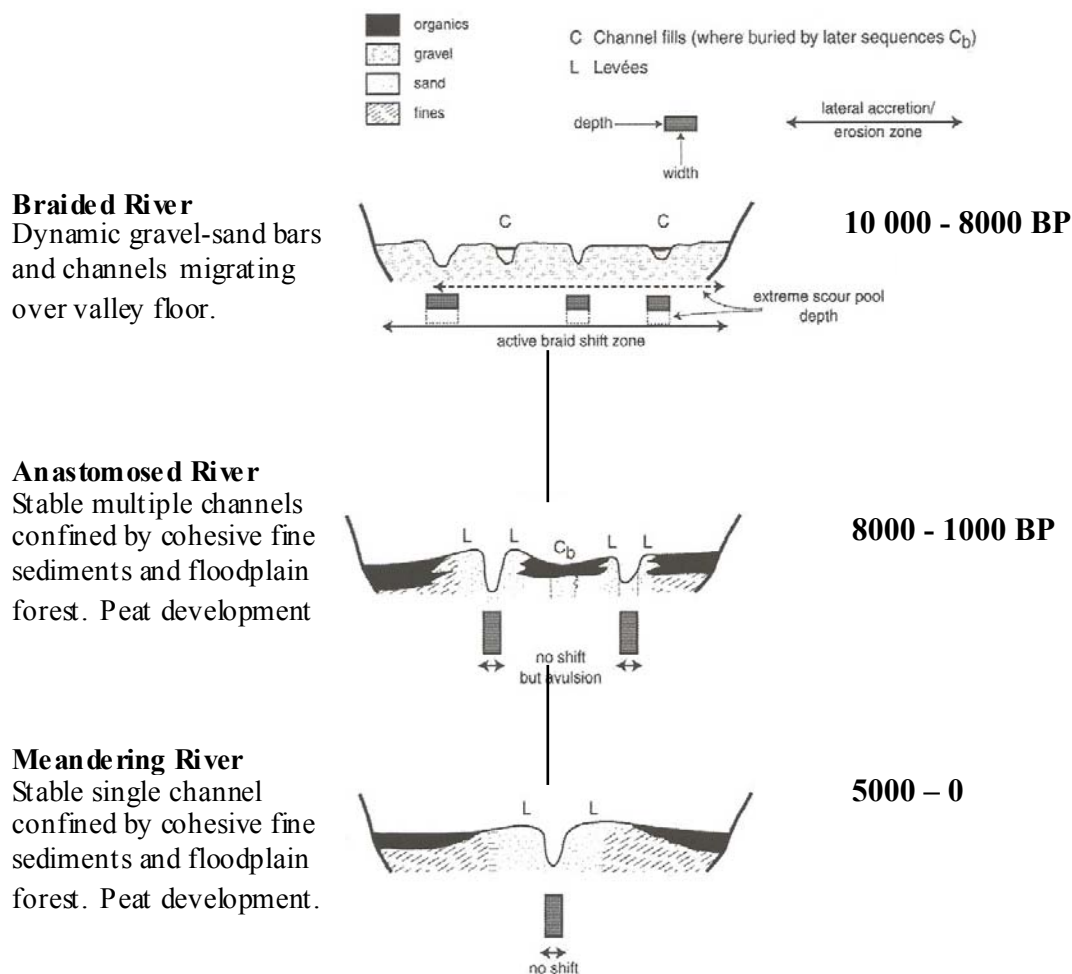 organics
gravel
sand
fines
C Channel fills (where buried by later sequences Cb)
L Levées
depth
width
lateral accretion/
erosion zone
Braided River
Dynamic gravel-sand bars
and channels migrating
over valley floor.
C
C
10 000 - 8000 BP
extreme scour pool
depth
active braid shift zone
Anastomosed River
Stable multiple channels
confined by cohesive fine
sediments and floodplain
forest. Peat development
L
L
Cb
L
L
8000 - 1000 BP
no shift
but avulsion
Meandering River
Stable single channel
confined by cohesive fine
sediments and floodplain
forest. Peat development.
L
L
5000 – 0
no shift